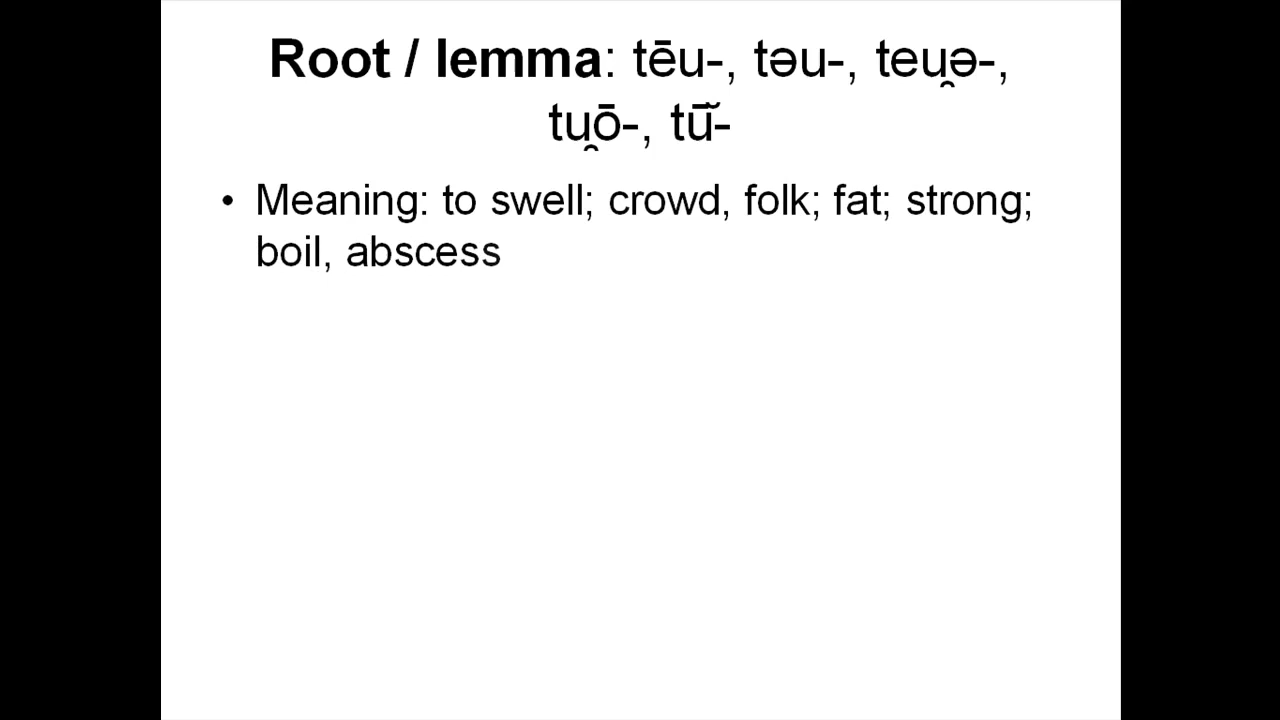 Root / lemma: tēu-, təu-, teu̯ə-,
tu̯ō-, tū̆-
• Meaning: to swell; crowd, folk; fat; strong;
boil, abscess